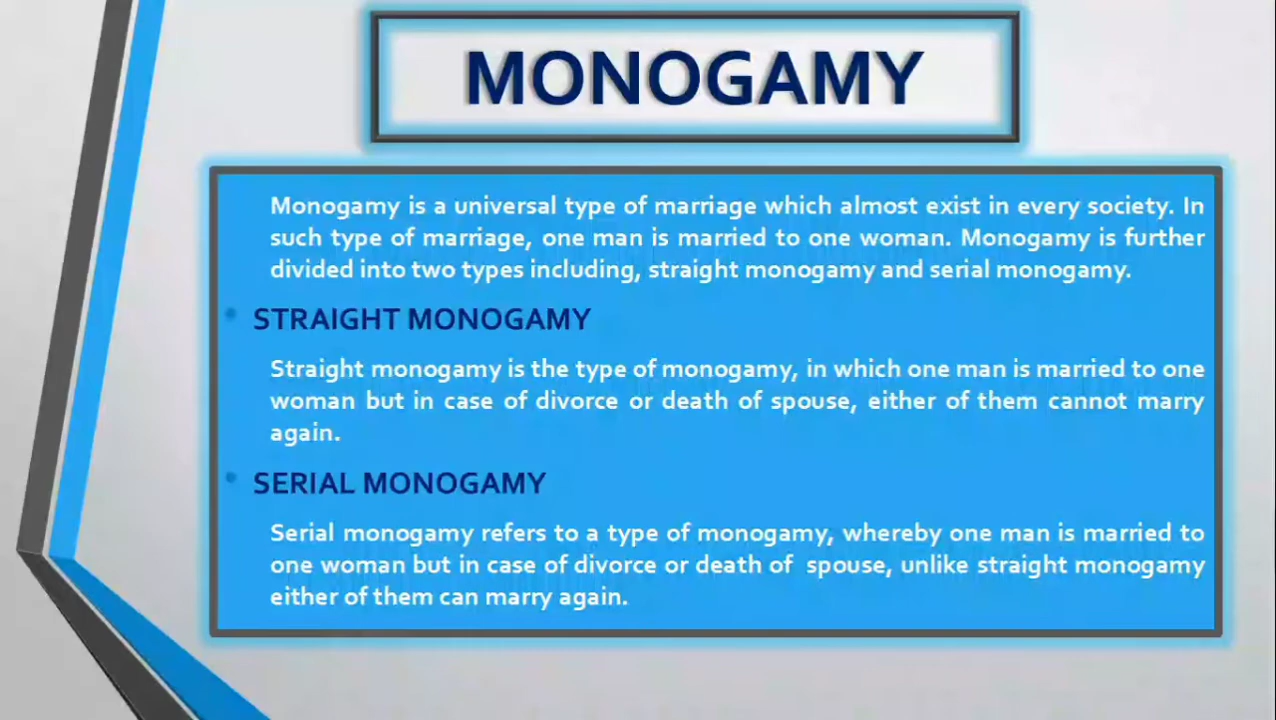 MONOGAMY
Monogamy is a universal type of marriage which almost exist in every society. In
such type of marriage, one man is married to one woman. Monogamy is further
divided into two types including, straight monogamy and serial monogamy.
• STRAIGHT MONOGAMY
Straight monogamy is the type of monogamy, in which one man is married to one
woman but in case of divorce or death of spouse, either of them cannot marry
again.
• SERIAL MONOGAMY
Serial monogamy refers to a type of monogamy, whereby one man is married to
one woman but in case of divorce or death of spouse, unlike straight monogamy
either of them can marry again.